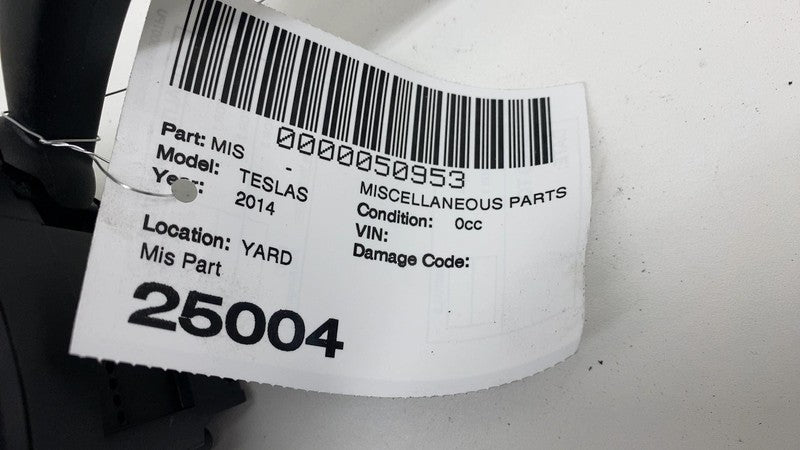 0000050953
Part: MIS - MISCELLANEOUS PARTS
Model: TESLAS Condition: 0cc
Year: 2014 VIN:
Location: YARD Damage Code:
Mis Part
25004